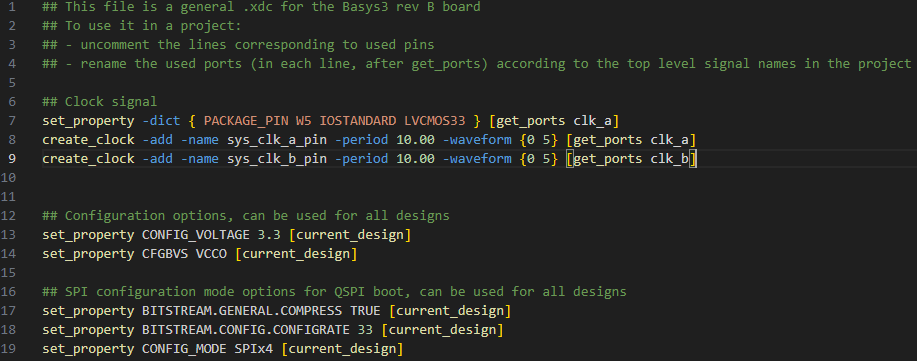 1 ## This file is a general .xdc for the Basys3 rev B board
2 ## To use it in a project:
3 ## - uncomment the lines corresponding to used pins
4 ## - rename the used ports (in each line, after get_ports) according to the top level signal names in the project
5
6 ## Clock signal
7 set_property -dict { PACKAGE_PIN W5 IOSTANDARD LVCMOS33 } [get_ports clk_a]
8 create_clock -add -name sys_clk_a_pin -period 10.00 -waveform {0 5} [get_ports clk_a]
9 create_clock -add -name sys_clk_b_pin -period 10.00 -waveform {0 5} [get_ports clk_b]
10
11
12 ## Configuration options, can be used for all designs
13 set_property CONFIG_VOLTAGE 3.3 [current_design]
14 set_property CFGBVS VCCO [current_design]
15
16 ## SPI configuration mode options for QSPI boot, can be used for all designs
17 set_property BITSTREAM.GENERAL.COMPRESS TRUE [current_design]
18 set_property BITSTREAM.CONFIG.CONFIGRATE 33 [current_design]
19 set_property CONFIG_MODE SPIx4 [current_design]